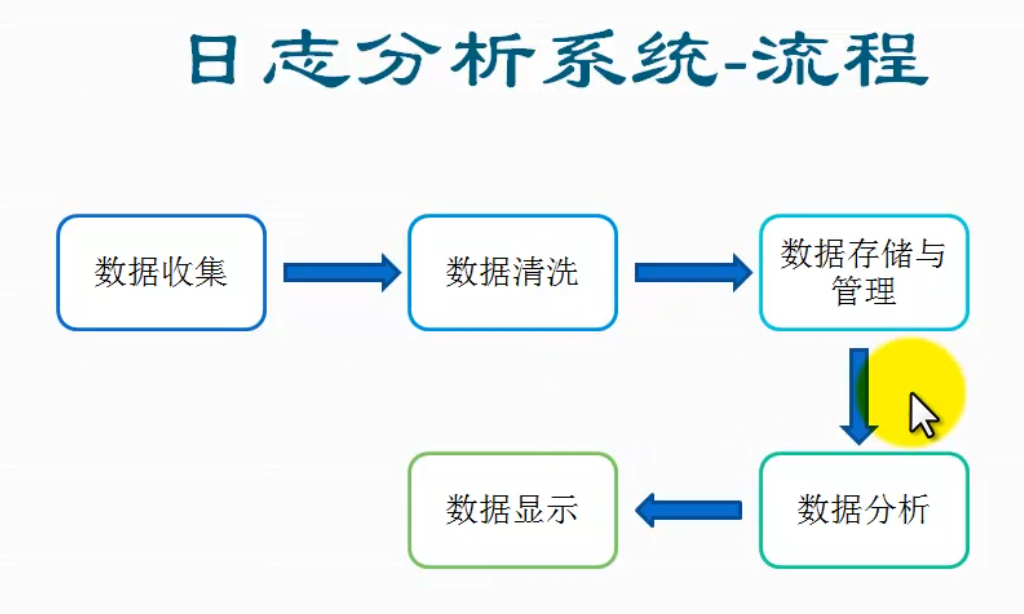 日志分析系统-流程
数据收集
数据清洗
数据存储与
管理
数据分析
数据显示